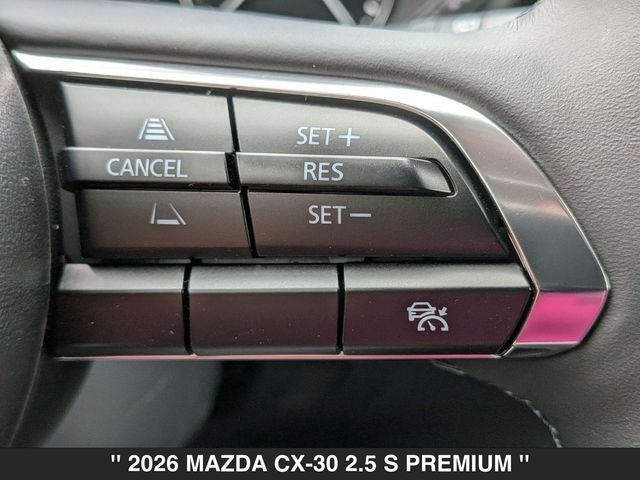 SET+
CANCEL RES
SET-
" 2026 MAZDA CX-30 2.5 S PREMIUM "